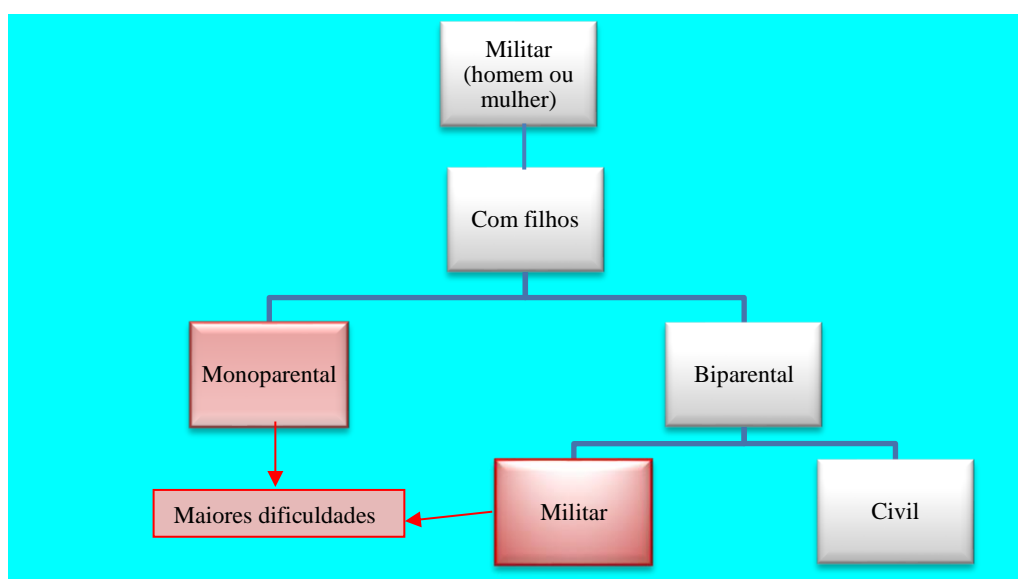 Militar
(homem ou
mulher)
Com filhos
Monoparental
Biparental
Maiores dificuldades
Militar
Civil